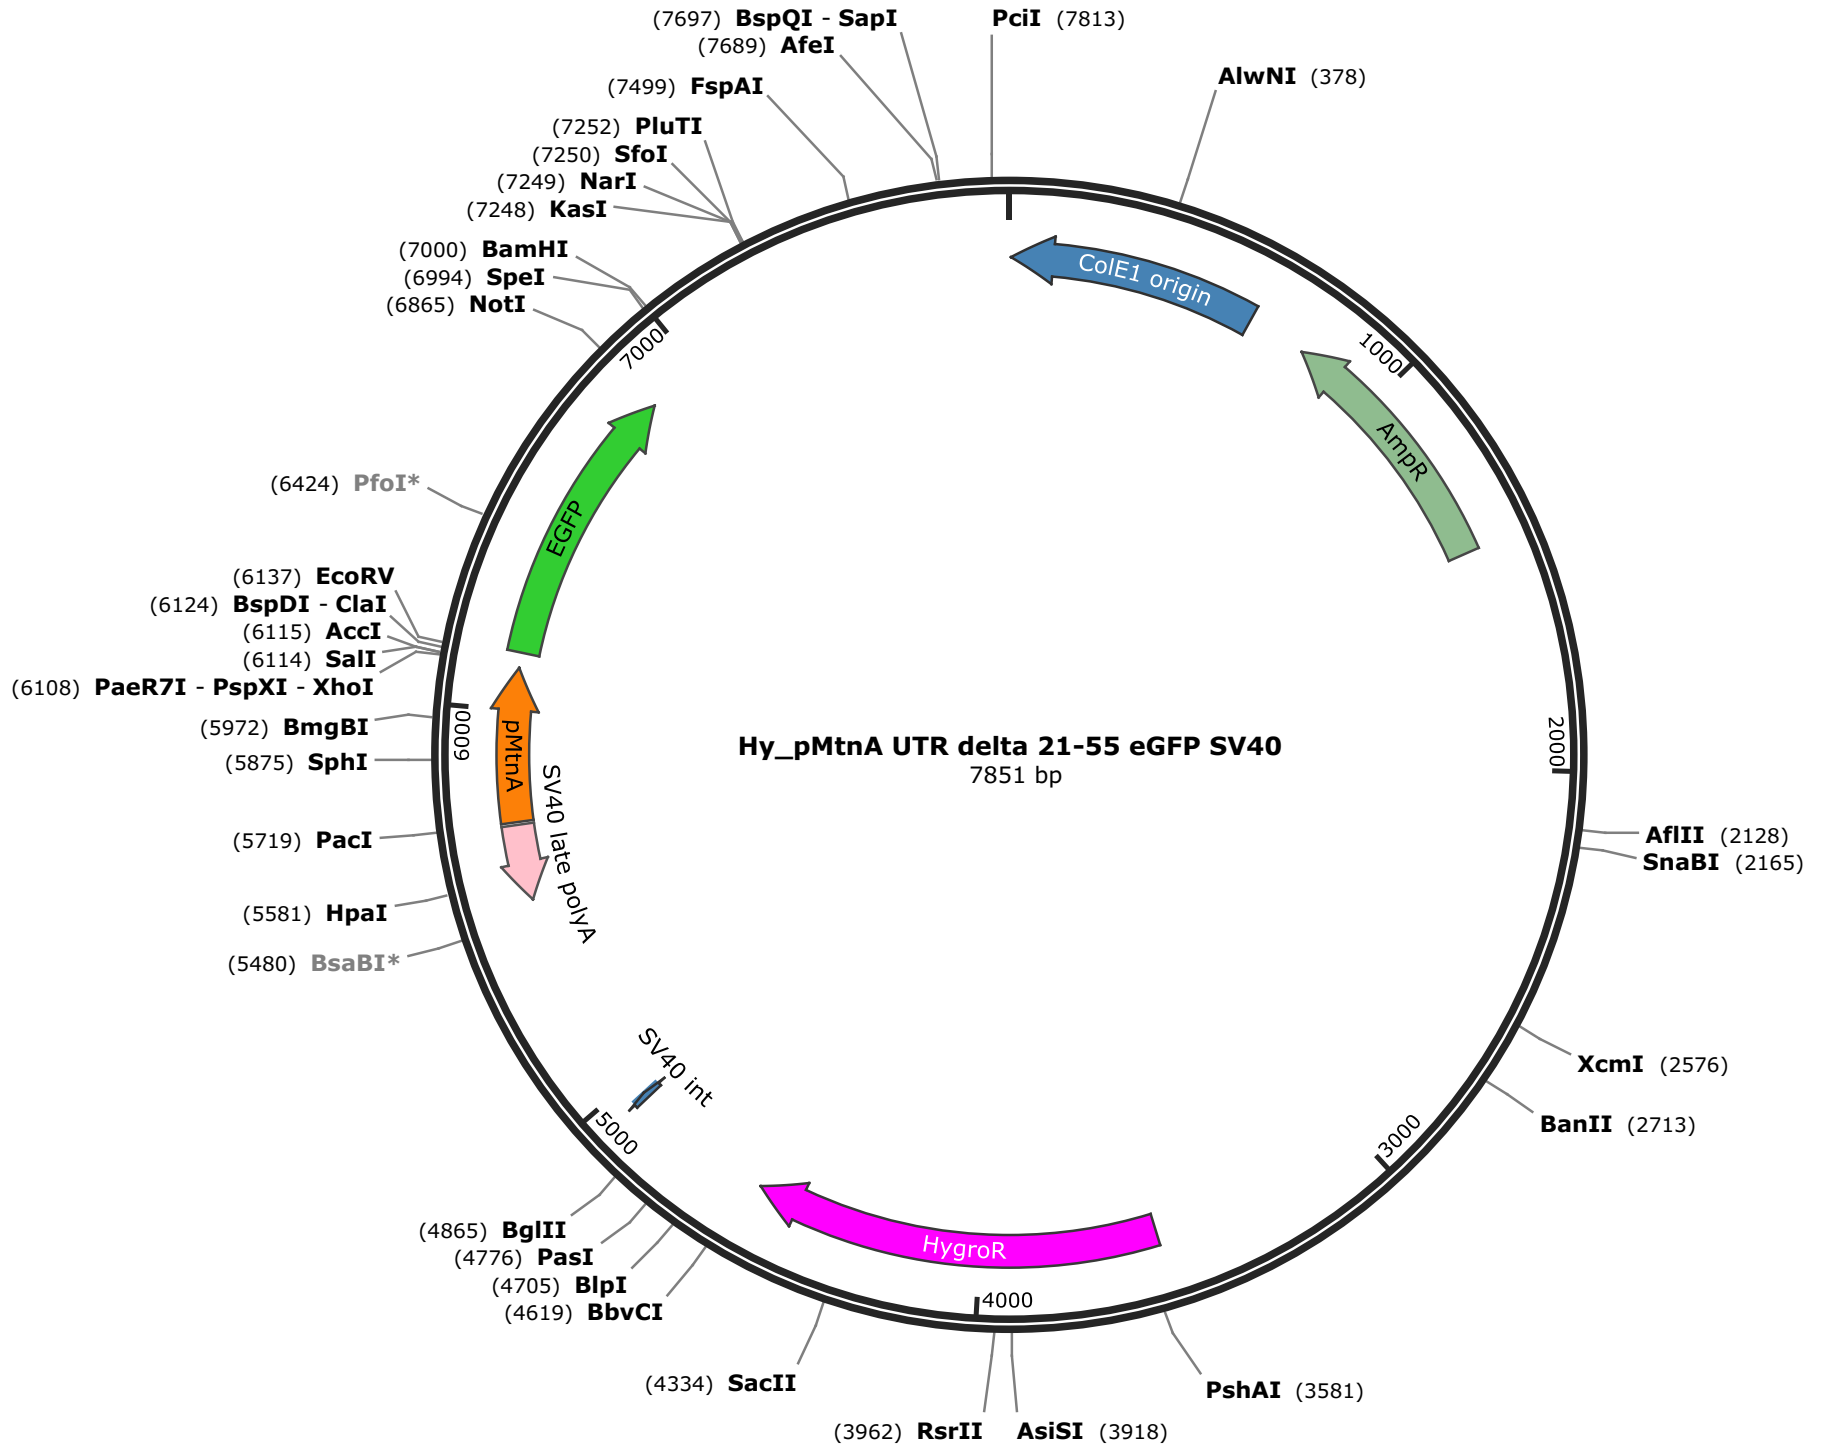 (7697) BspQI - SapI
(7689) AfeI
(7499) FspAI
(7252) PluTI
(7250) SfoI
(7249) NarI
(7248) KasI
(7000) BamHI
(6994) SpeI
(6865) NotI
(6424) PfoI*
(6137) EcoRV
(6124) BspDI - ClaI
(6115) AccI
(6114) SalI
(6108) PaeR7I - PspXI - XhoI
(5972) BmgBI
(5875) SphI
(5719) PacI
(5581) HpaI
(5480) BsaBI*
(4865) BglII
(4776) PasI
(4705) BlpI
(4619) BbvCI
(4334) SacII
(3962) RsrII
PciI (7813)
AlwNI (378)
AflII (2128)
SnaBI (2165)
XcmI (2576)
BanII (2713)
PshAI (3581)
AsiSI (3918)
1000
2000
3000
4000
5000
6000
7000
ColE1 origin
AmpR
EGFP
pMtnA
SV40 late polyA
SV40 int
HygroR
Hy_pMtnA UTR delta 21-55 eGFP SV40
7851 bp